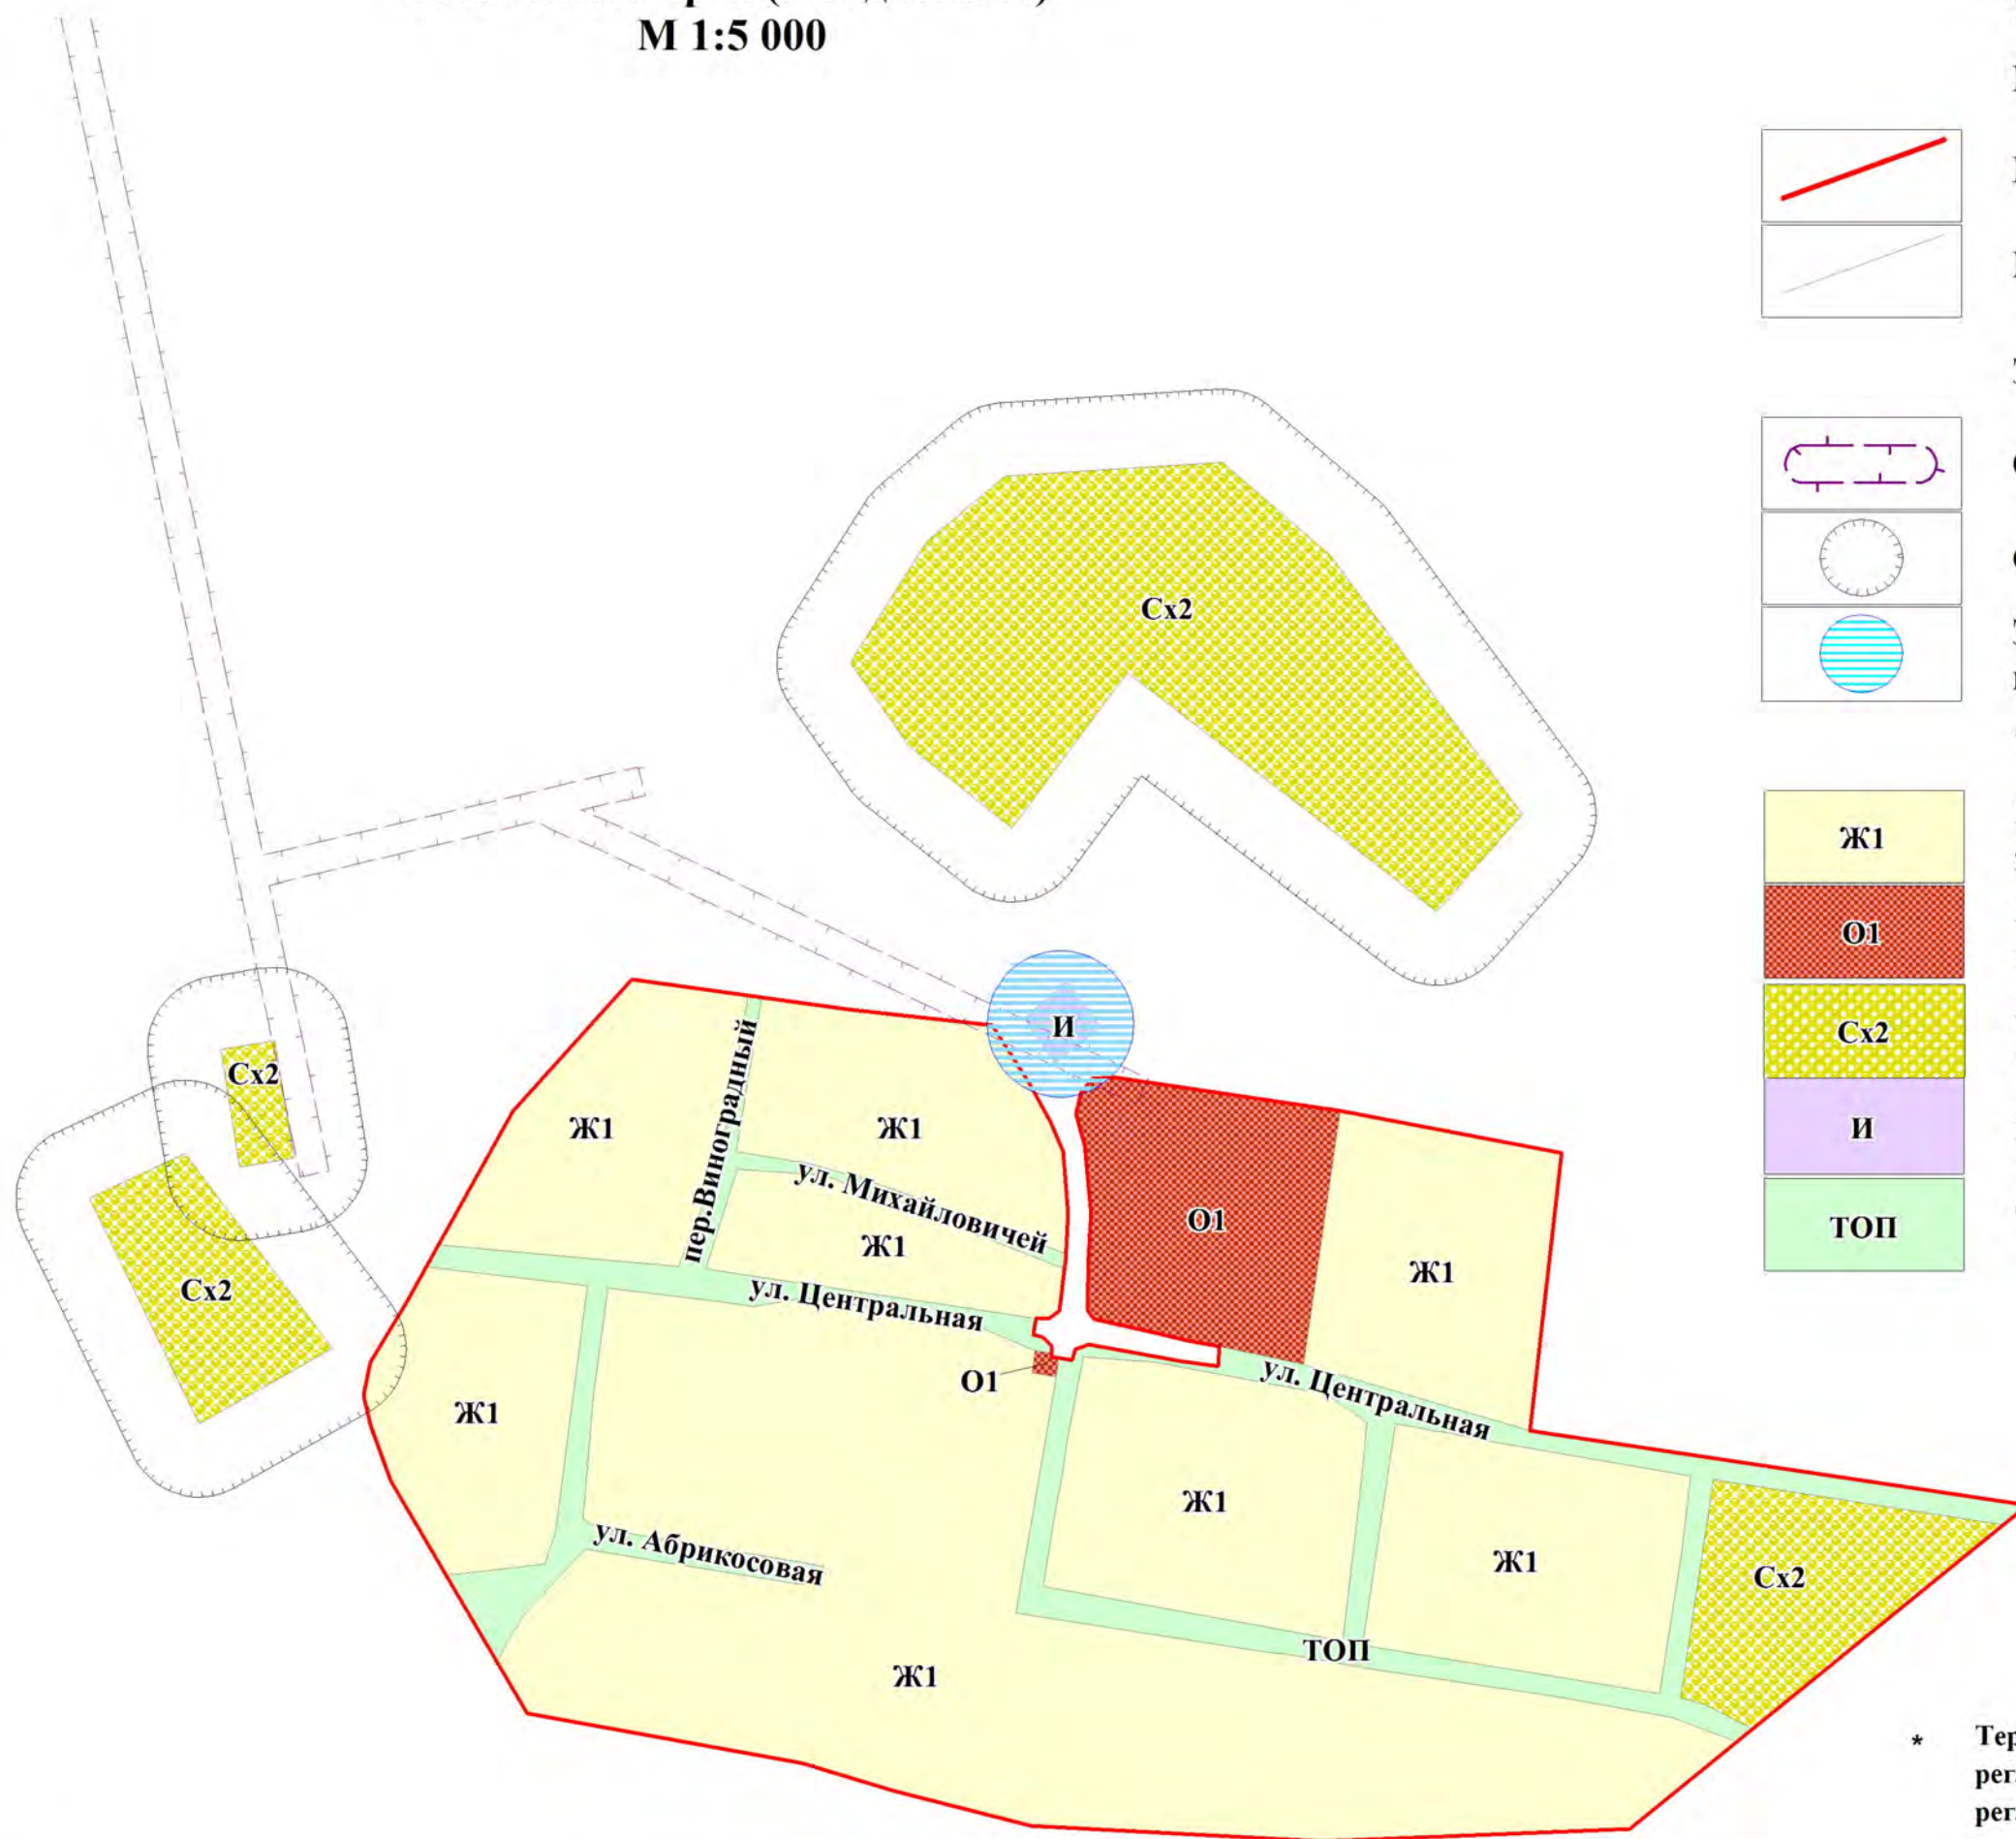 М 1:5 000
Сх2
И
Сх2
Ж1
пер.Виноградный
Ж1
ул. Михайловичей
О1
Ж1
Ж1
Сх2
ул. Центральная
О1
ул. Центральная
Ж1
Ж1
ул. Абрикосовая
Ж1
Сх2
ТОП
Ж1
Ж1
О1
Сх2
И
ТОП
*